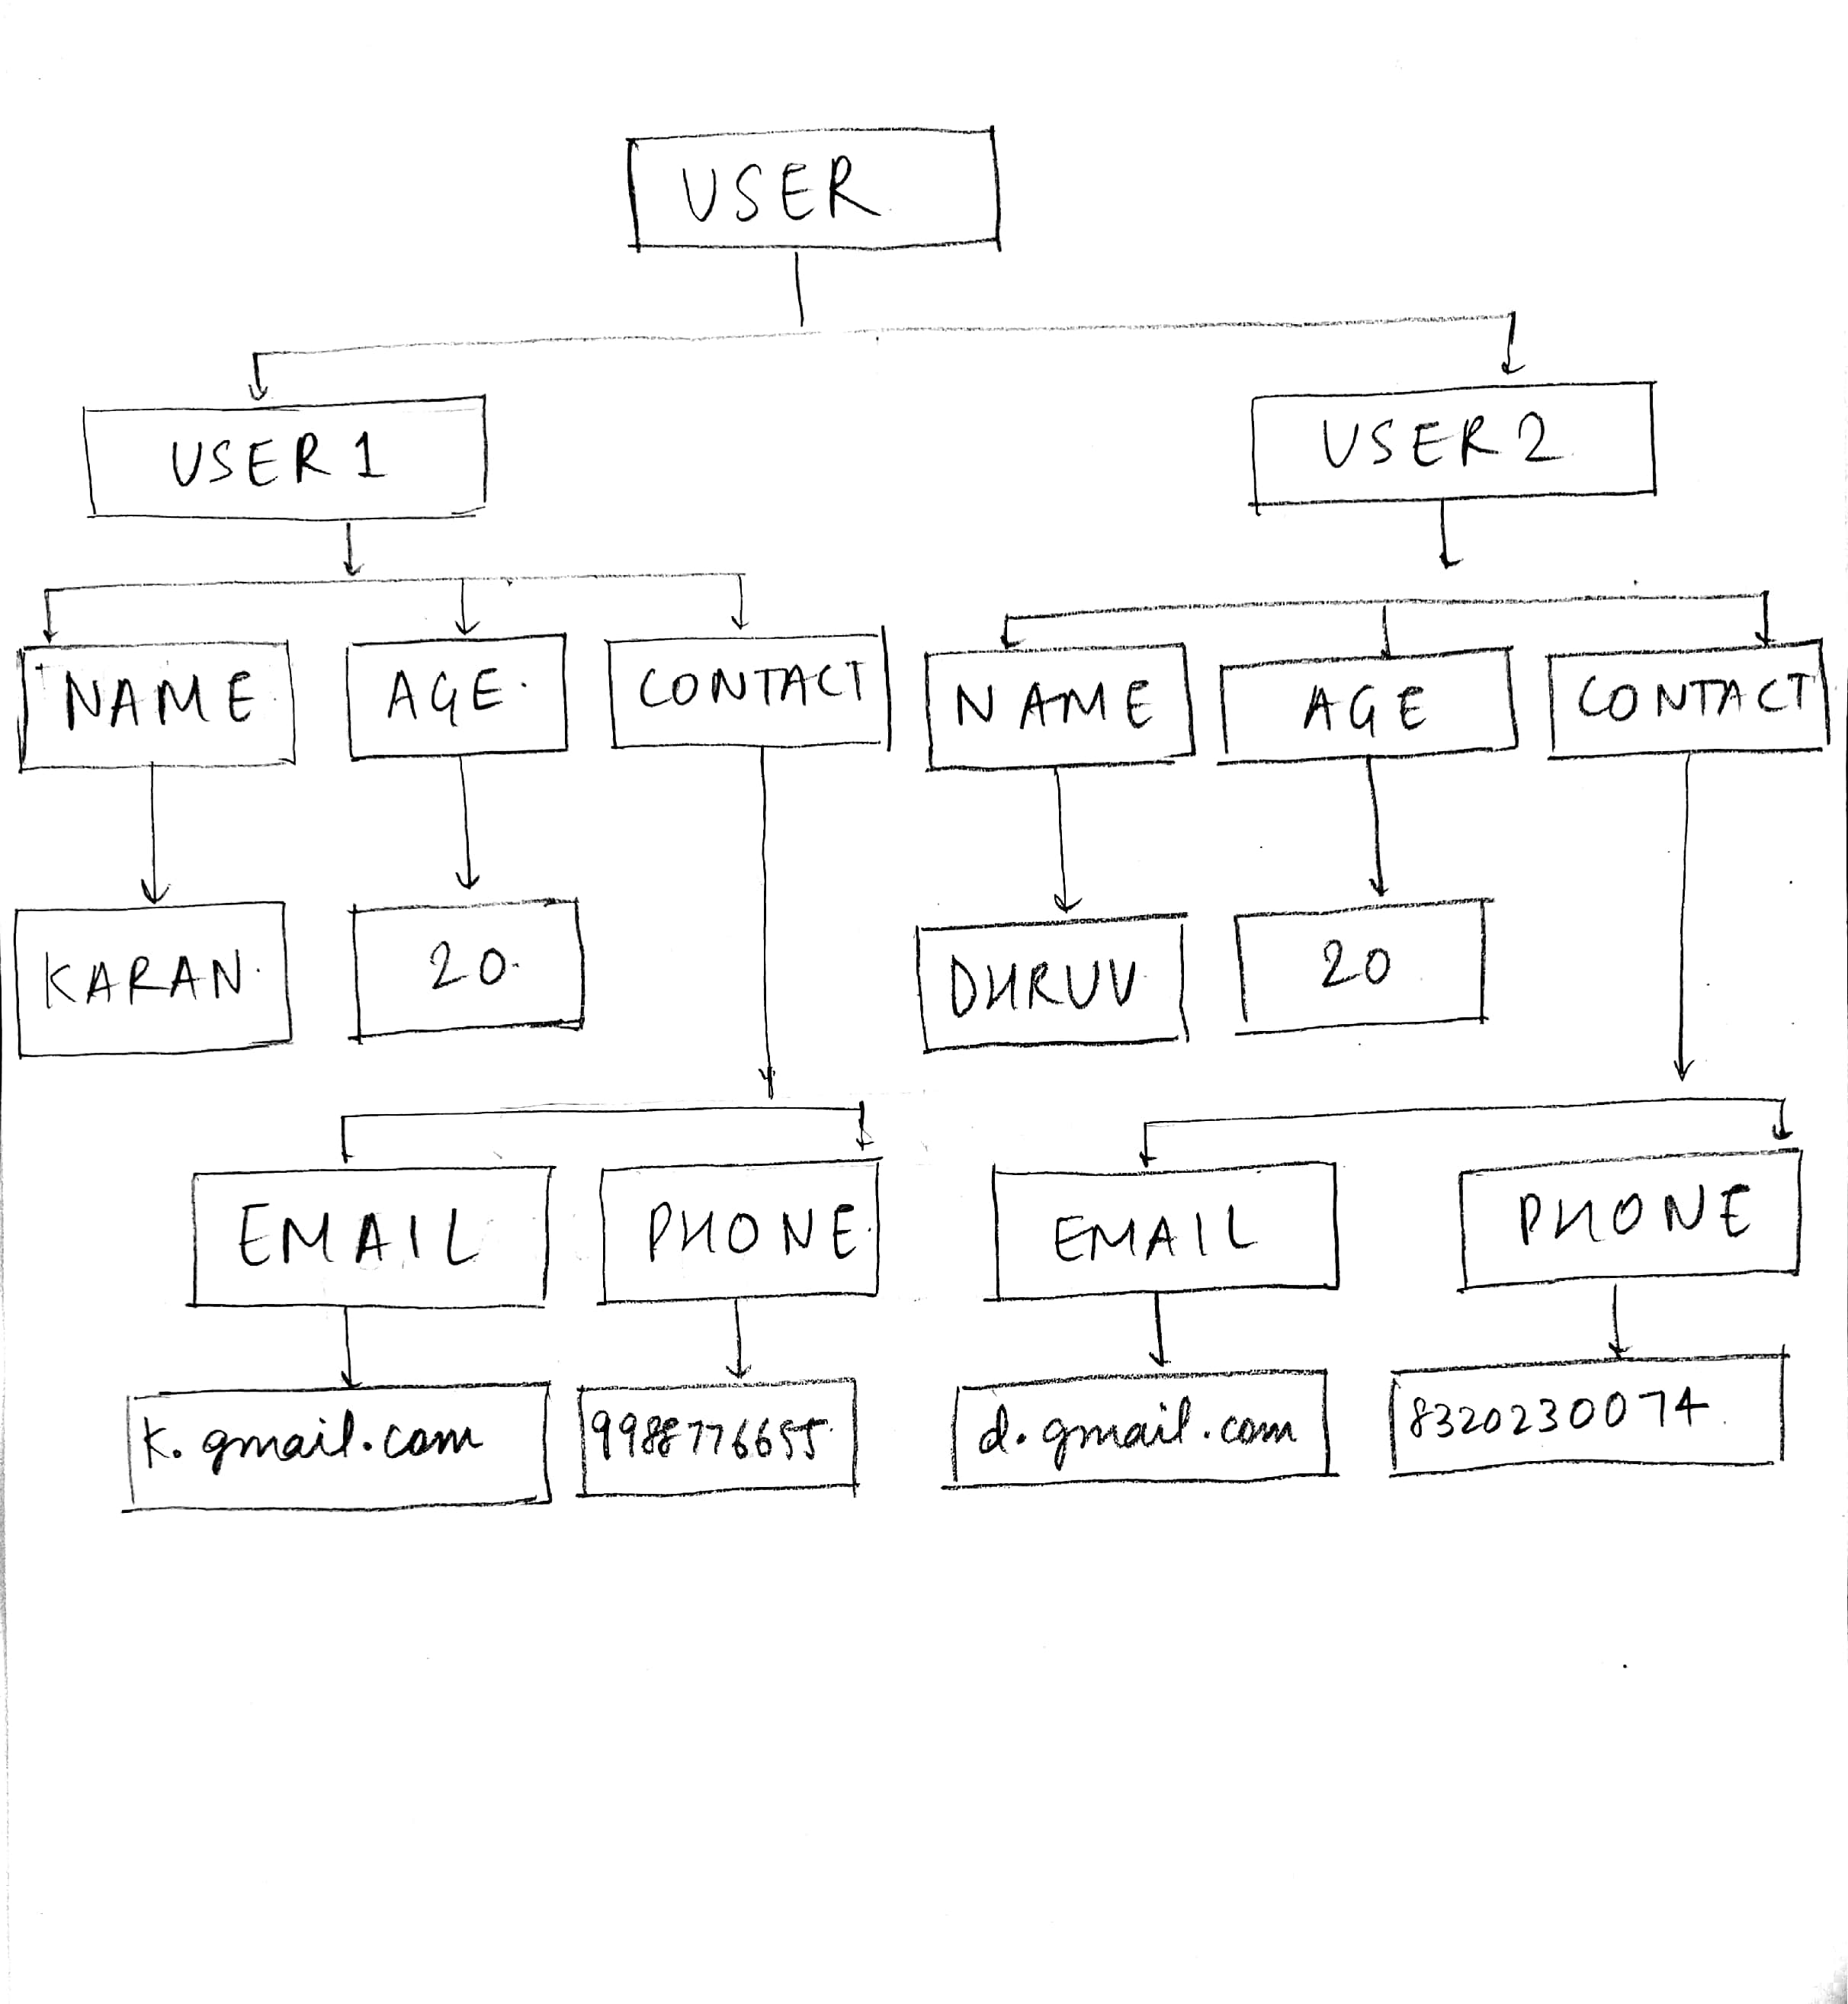 USER
USER 1
USER 2
NAME
AGE.
CONTACT
NAME
AGE
CONTACT
KARAN.
20.
DHRUV
20
EMAIL
PHONE
EMAIL
PHONE
k.gmail.com
9988776655
d.gmail.com
8320230074